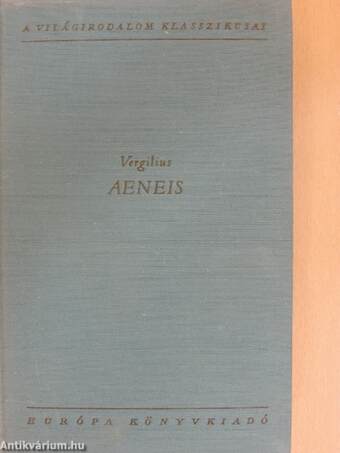 A VILÁGIRODALOM KLASSZIKUSAI
Vergilius
AENEIS
EURÓPA KÖNYVKIADÓ
©Antikvárium.hu